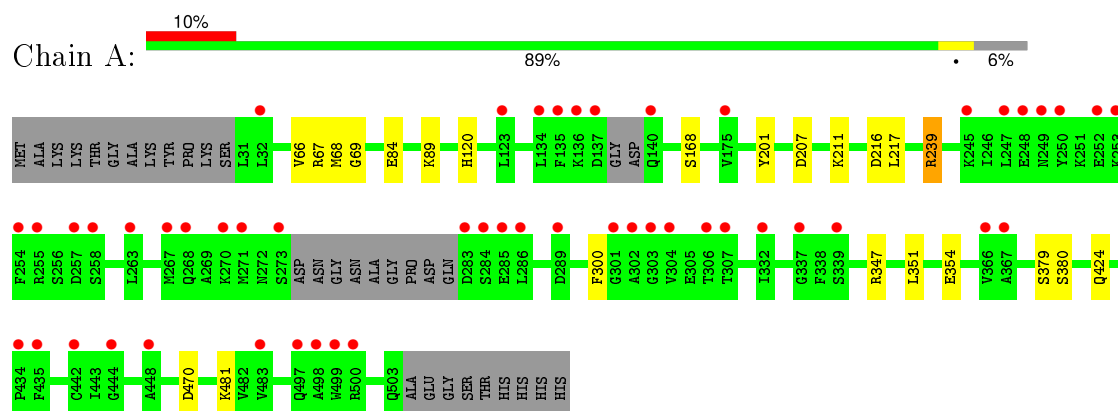 10%
Chain A:
89%
•
6%
MET ALA LYS LYS THR GLY ALA LYS TYR PRO LYS SER L31 L32 V66 R67 M68 G69 E84 K89 H120 L123 L134 F135 K136 D137 GLY ASP Q140 S168 V175 Y201 D207 K211 D216 L217 R239 K245 I246 L247 E248 N249 Y250 K251 E252 K253
F254 R255 S256 D257 S258 L263 M267 Q268 A269 K270 M271 N272 S273 ASP ASN GLY ASN ALA GLY PRO ASP GLN D283 S284 E285 L286 D289 F300 G301 A302 G303 V304 E305 T306 T307 I332 G337 F338 S339 R347 L351 E354 V366 A367 S379 S380 Q424
P434 F435 C442 I443 G444 A448 D470 K481 V482 V483 Q497 A498 W499 R500 Q503 ALA GLU GLY SER THR HIS HIS HIS HIS